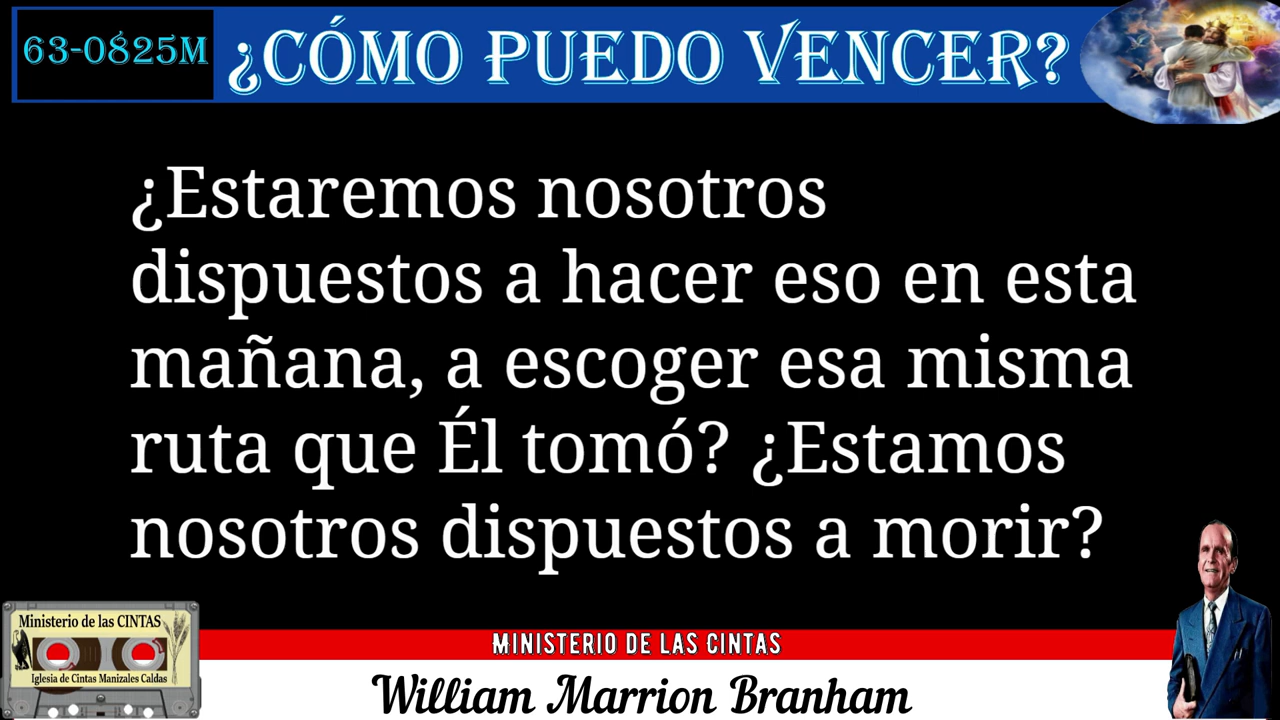 63-0825M
¿CÓMO PUEDO VENCER?
¿Estaremos nosotros
dispuestos a hacer eso en esta
mañana, a escoger esa misma
ruta que Él tomó? ¿Estamos
nosotros dispuestos a morir?
Ministerio de las CINTAS
Iglesia de Cintas Manizales Caldas
MINISTERIO DE LAS CINTAS
William Marrion Branham